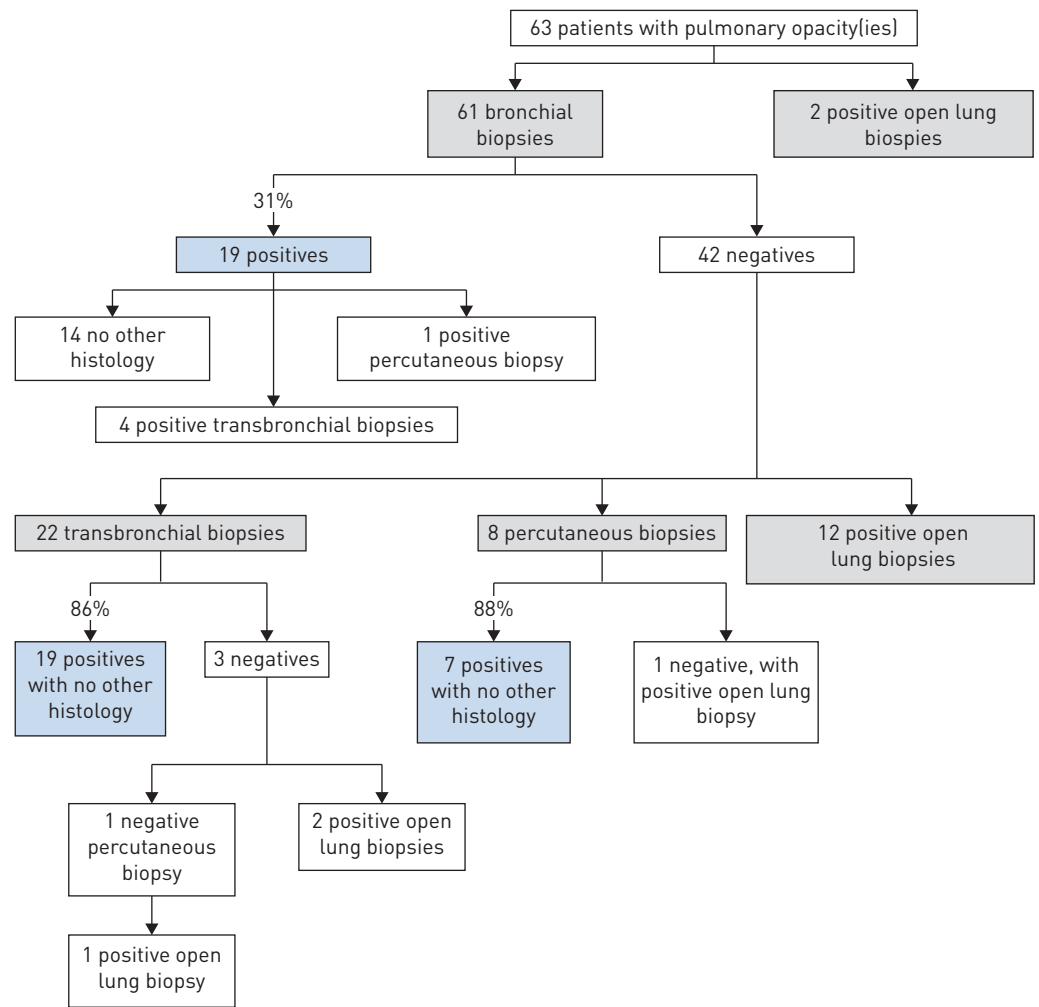 63 patients with pulmonary opacity(ies)
61 bronchial
biopsies
2 positive open lung
biospies
31%
19 positives
42 negatives
14 no other
histology
1 positive
percutaneous biopsy
4 positive transbronchial biopsies
22 transbronchial biopsies
8 percutaneous biopsies
12 positive open
lung biopsies
86%
88%
19 positives
with no other
histology
3 negatives
7 positives
with no other
histology
1 negative, with
positive open lung
biopsy
1 negative
percutaneous
biopsy
2 positive open
lung biopsies
1 positive open
lung biopsy